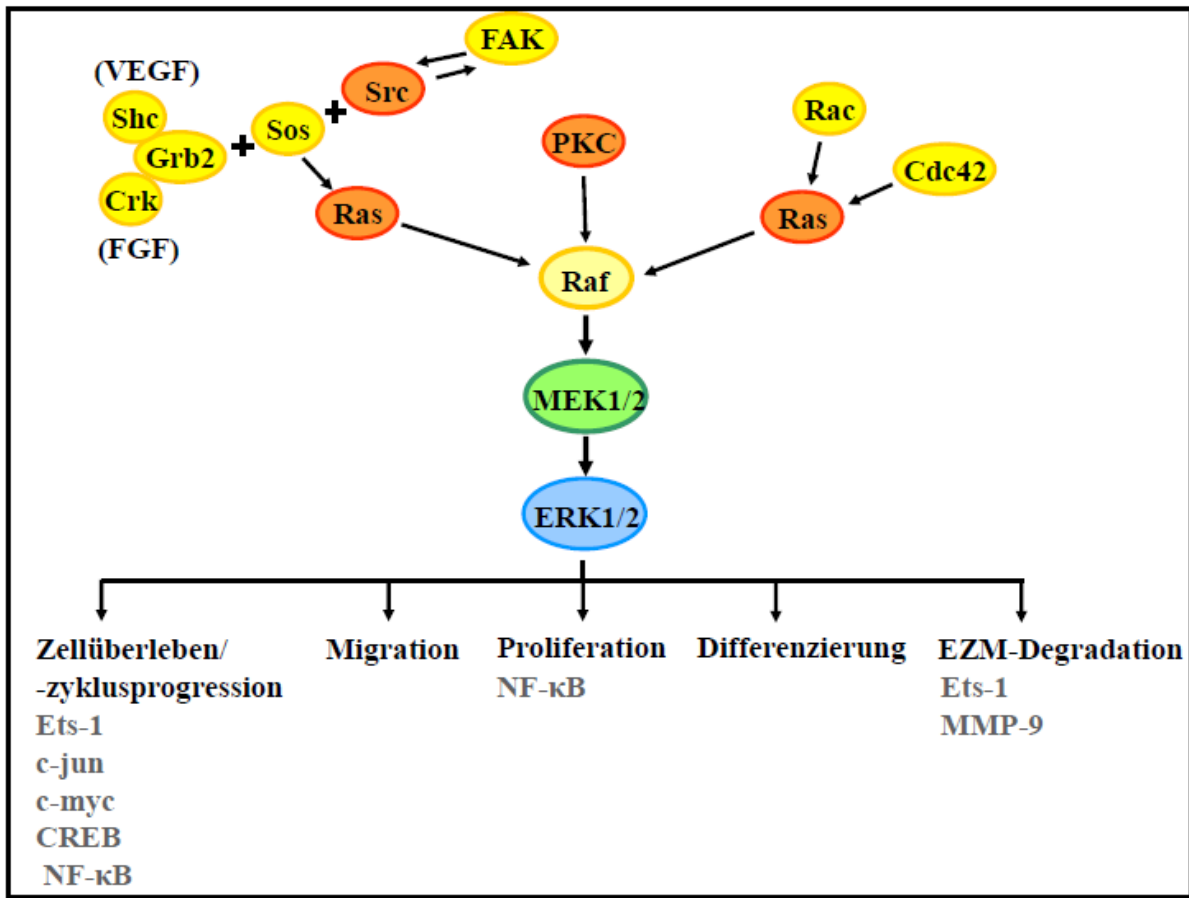 FAK
(VEGF)
Src
Shc
Sos
Grb2
Crk
(FGF)
Ras
PKC
Rac
Cdc42
Ras
Raf
MEK1/2
ERK1/2
Zellüberleben/
-zyklusprogression
Ets-1
c-jun
c-myc
CREB
NF-κB
Migration
Proliferation
NF-κB
Differenzierung
EZM-Degradation
Ets-1
MMP-9